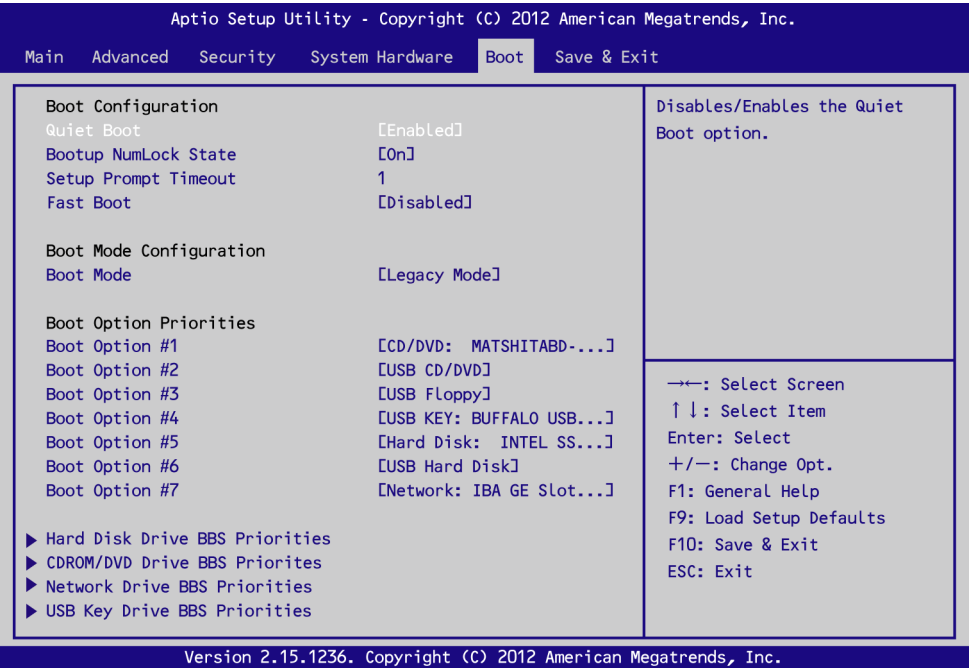 Aptio Setup Utility - Copyright (C) 2012 American Megatrends, Inc.
Main Advanced Security System Hardware Boot Save & Exit
Boot Configuration
Quiet Boot [Enabled]
Bootup NumLock State [On]
Setup Prompt Timeout 1
Fast Boot [Disabled]
Boot Mode Configuration
Boot Mode [Legacy Mode]
Boot Option Priorities
Boot Option #1 [CD/DVD: MATSHITABD-...]
Boot Option #2 [USB CD/DVD]
Boot Option #3 [USB Floppy]
Boot Option #4 [USB KEY: BUFFALO USB...]
Boot Option #5 [Hard Disk: INTEL SS...]
Boot Option #6 [USB Hard Disk]
Boot Option #7 [Network: IBA GE Slot...]
▶ Hard Disk Drive BBS Priorities
▶ CDROM/DVD Drive BBS Priorites
▶ Network Drive BBS Priorities
▶ USB Key Drive BBS Priorities
Disables/Enables the Quiet
Boot option.
→←: Select Screen
↑↓: Select Item
Enter: Select
+/-: Change Opt.
F1: General Help
F9: Load Setup Defaults
F10: Save & Exit
ESC: Exit
Version 2.15.1236. Copyright (C) 2012 American Megatrends, Inc.